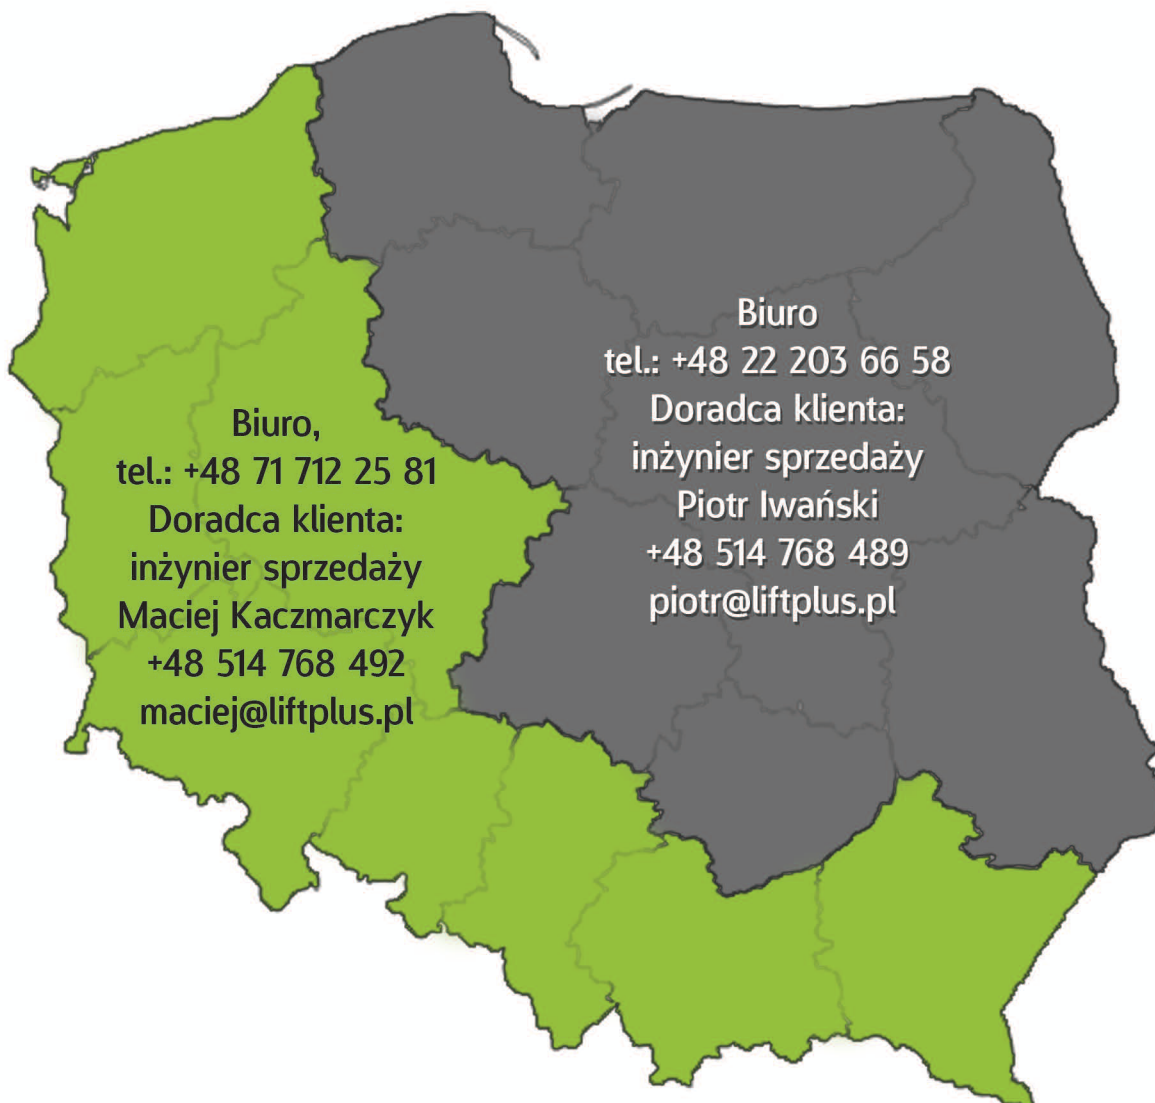 Biuro,
tel.: +48 71 712 25 81
Doradca klienta:
inżynier sprzedaży
Maciej Kaczmarczyk
+48 514 768 492
maciej@liftplus.pl
Biuro
tel.: +48 22 203 66 58
Doradca klienta:
inżynier sprzedaży
Piotr Iwański
+48 514 768 489
piotr@liftplus.pl